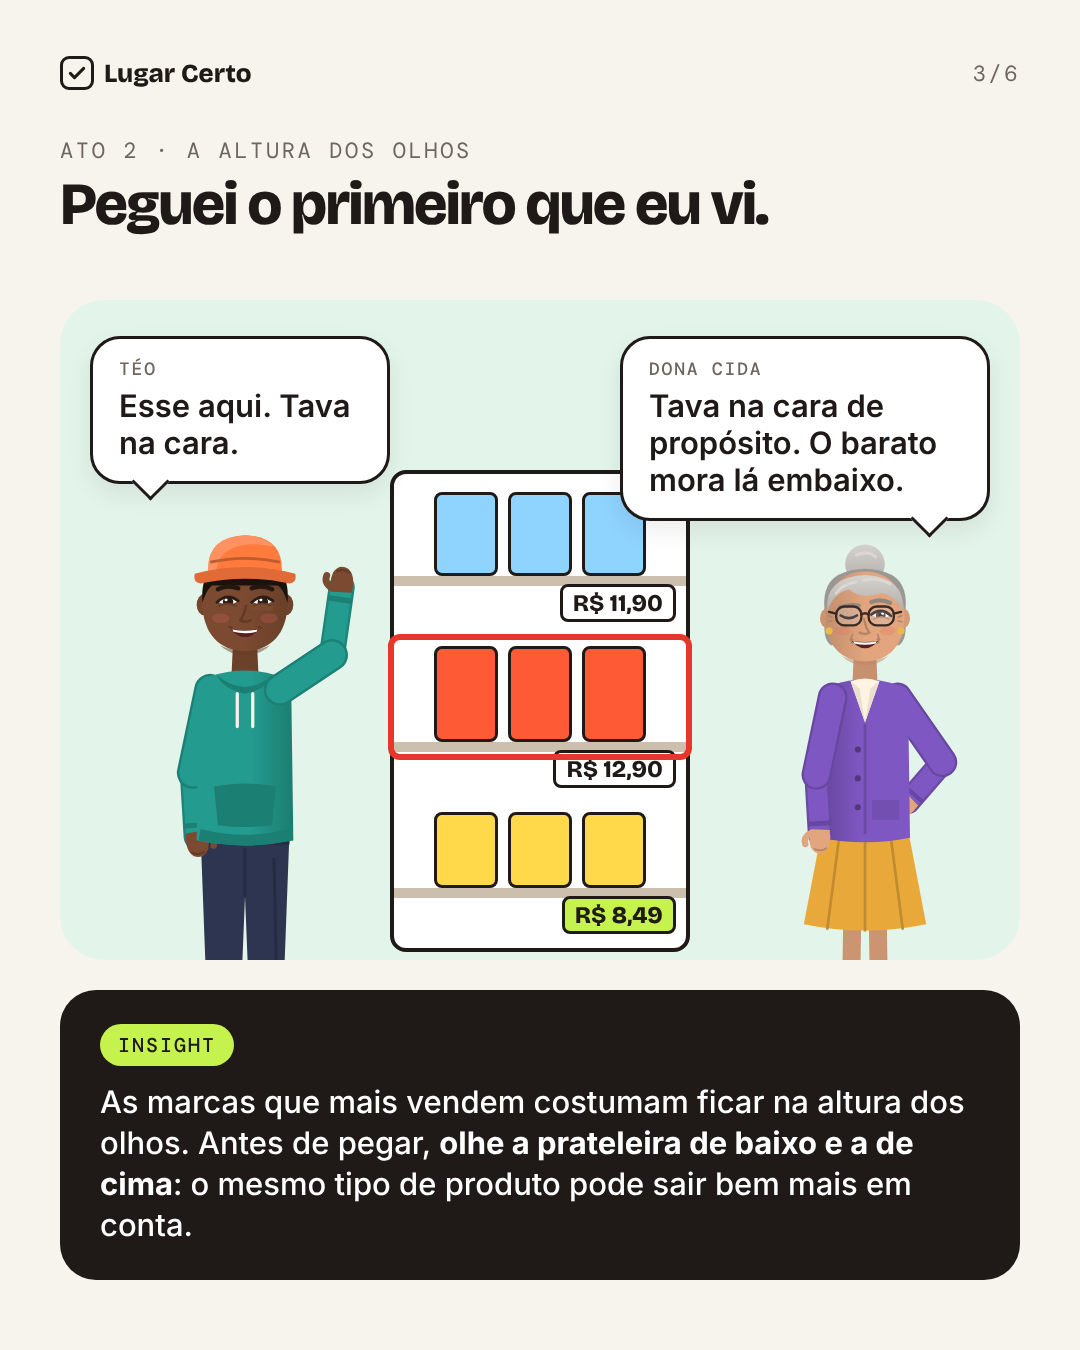 Lugar Certo
3/6
ATO 2 · A ALTURA DOS OLHOS
Peguei o primeiro que eu vi.
TÉO
Esse aqui. Tava
na cara.
DONA CIDA
Tava na cara de
propósito. O barato
mora lá embaixo.
R$ 11,90
R$ 12,90
R$ 8,49
INSIGHT
As marcas que mais vendem costumam ficar na altura dos
olhos. Antes de pegar, olhe a prateleira de baixo e a de
cima: o mesmo tipo de produto pode sair bem mais em
conta.